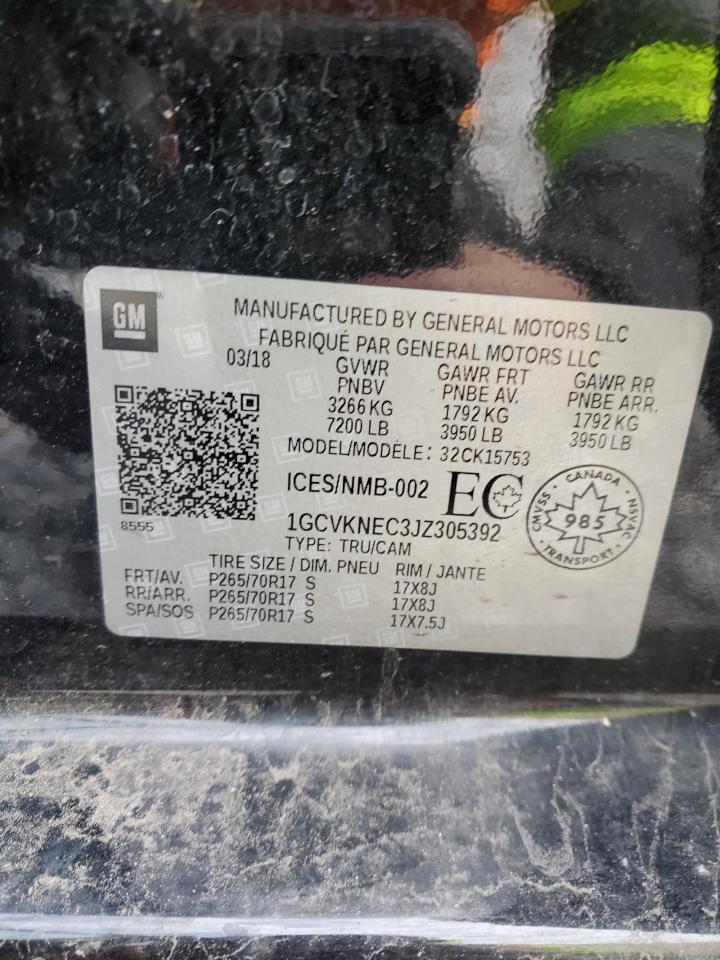 GM
MANUFACTURED BY GENERAL MOTORS LLC
FABRIQUÉ PAR GENERAL MOTORS LLC
03/18 GVWR GAWR FRT GAWR RR
PNBV PNBE AV. PNBE ARR.
3266 KG 1792 KG 1792 KG
7200 LB 3950 LB 3950 LB
MODEL/MODÈLE: 32CK15753
ICES/NMB-002 EC
8555
1GCVKNEC3JZ305392
TYPE: TRU/CAM
CANADA
CMVSS 985 NSVAC
TRANSPORT
TIRE SIZE / DIM. PNEU RIM / JANTE
FRT/AV. P265/70R17 S 17X8J
RR/ARR. P265/70R17 S 17X8J
SPA/SOS P265/70R17 S 17X7.5J